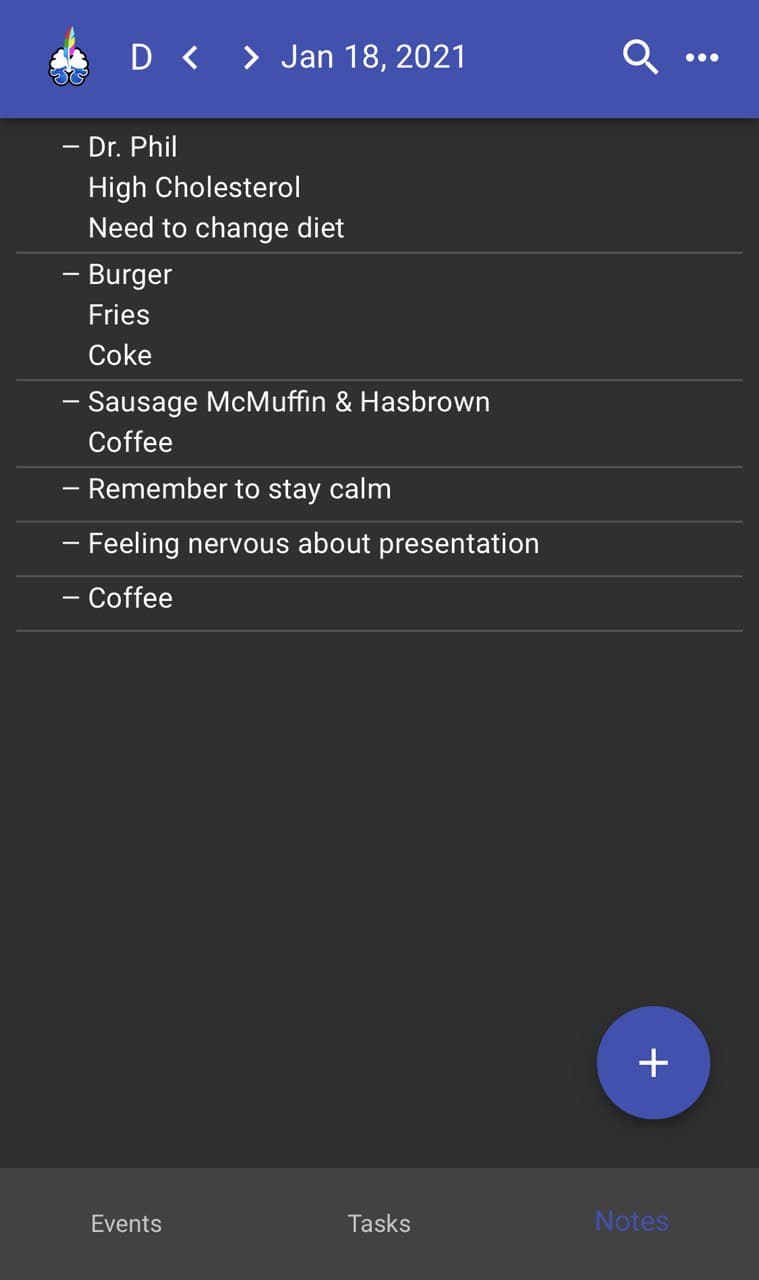 D < > Jan 18, 2021
– Dr. Phil
High Cholesterol
Need to change diet
– Burger
Fries
Coke
– Sausage McMuffin & Hasbrown
Coffee
– Remember to stay calm
– Feeling nervous about presentation
– Coffee
+
Events Tasks Notes